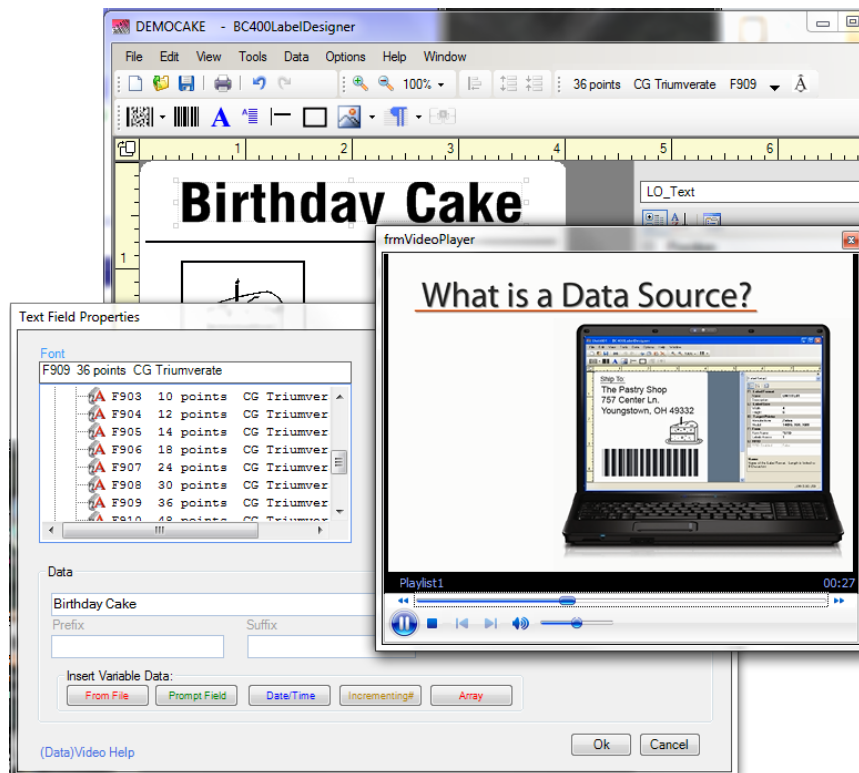 DEMOCAKE - BC400LabelDesigner
File Edit View Tools Data Options Help Window
100% 36 points CG Triumverate F909
1 2 3 4 5 6
Birthday Cake
LO_Text
1
frmVideoPlayer
What is a Data Source?
Ship To:
The Pastry Shop
757 Center Ln.
Youngstown, OH 49332
Playlist1 00:27
Text Field Properties
Font
F909 36 points CG Triumverate
F903 10 points CG Triumver
F904 12 points CG Triumver
F905 14 points CG Triumver
F906 18 points CG Triumver
F907 24 points CG Triumver
F908 30 points CG Triumver
F909 36 points CG Triumver
F910 48 points CG Triumver
Data
Birthday Cake
Prefix Suffix
Insert Variable Data:
From File Prompt Field Date/Time Incrementing# Array
(Data)Video Help
Ok Cancel